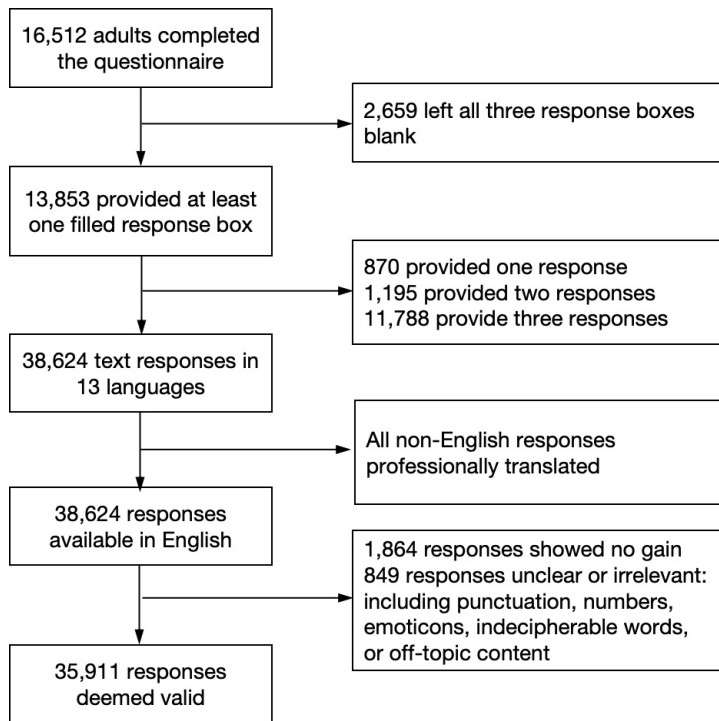 16,512 adults completed
the questionnaire
2,659 left all three response boxes
blank
13,853 provided at least
one filled response box
870 provided one response
1,195 provided two responses
11,788 provide three responses
38,624 text responses in
13 languages
All non-English responses
professionally translated
38,624 responses
available in English
1,864 responses showed no gain
849 responses unclear or irrelevant:
including punctuation, numbers,
emoticons, indecipherable words,
or off-topic content
35,911 responses
deemed valid